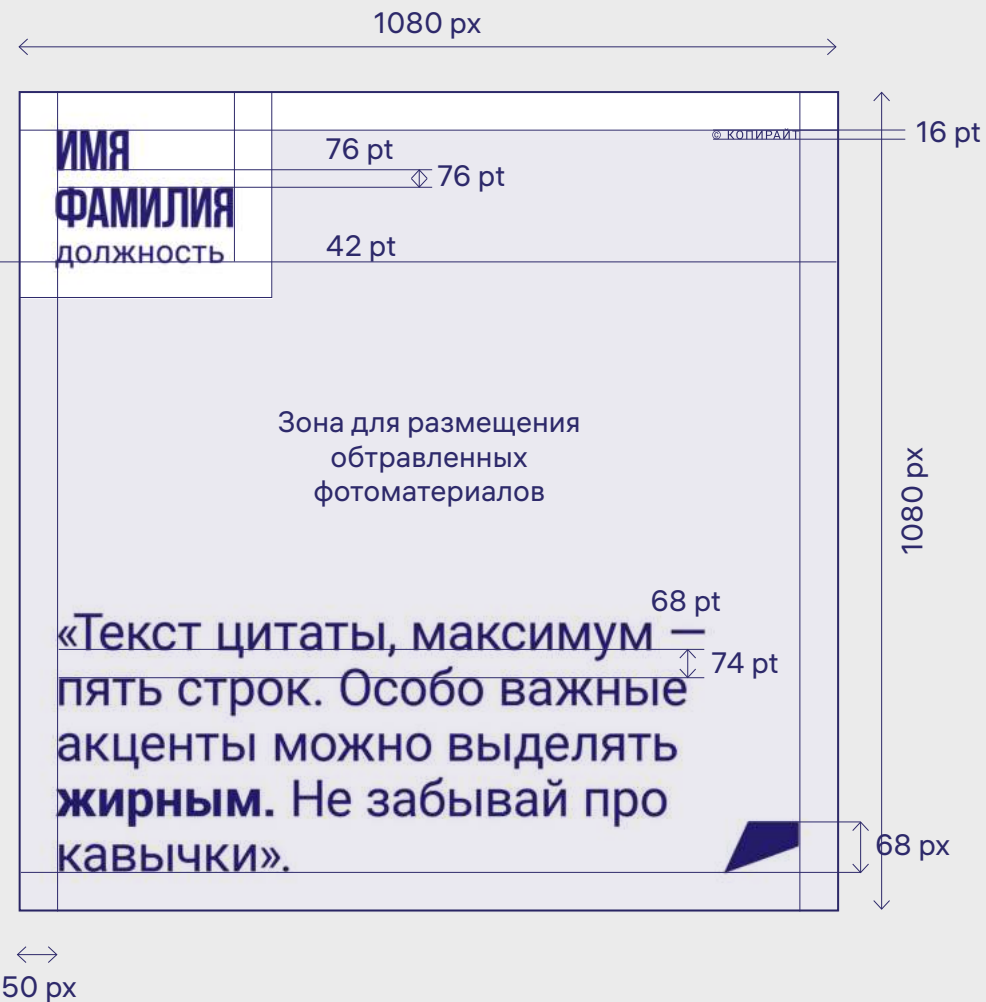 1080 px
© КОПИРАЙТ
16 pt
ИМЯ
76 pt
76 pt
ФАМИЛИЯ
должность
42 pt
Зона для размещения
обтравленных
фотоматериалов
1080 px
68 pt
«Текст цитаты, максимум —
74 pt
пять строк. Особо важные
акценты можно выделять
жирным. Не забывай про
кавычки».
68 px
50 px